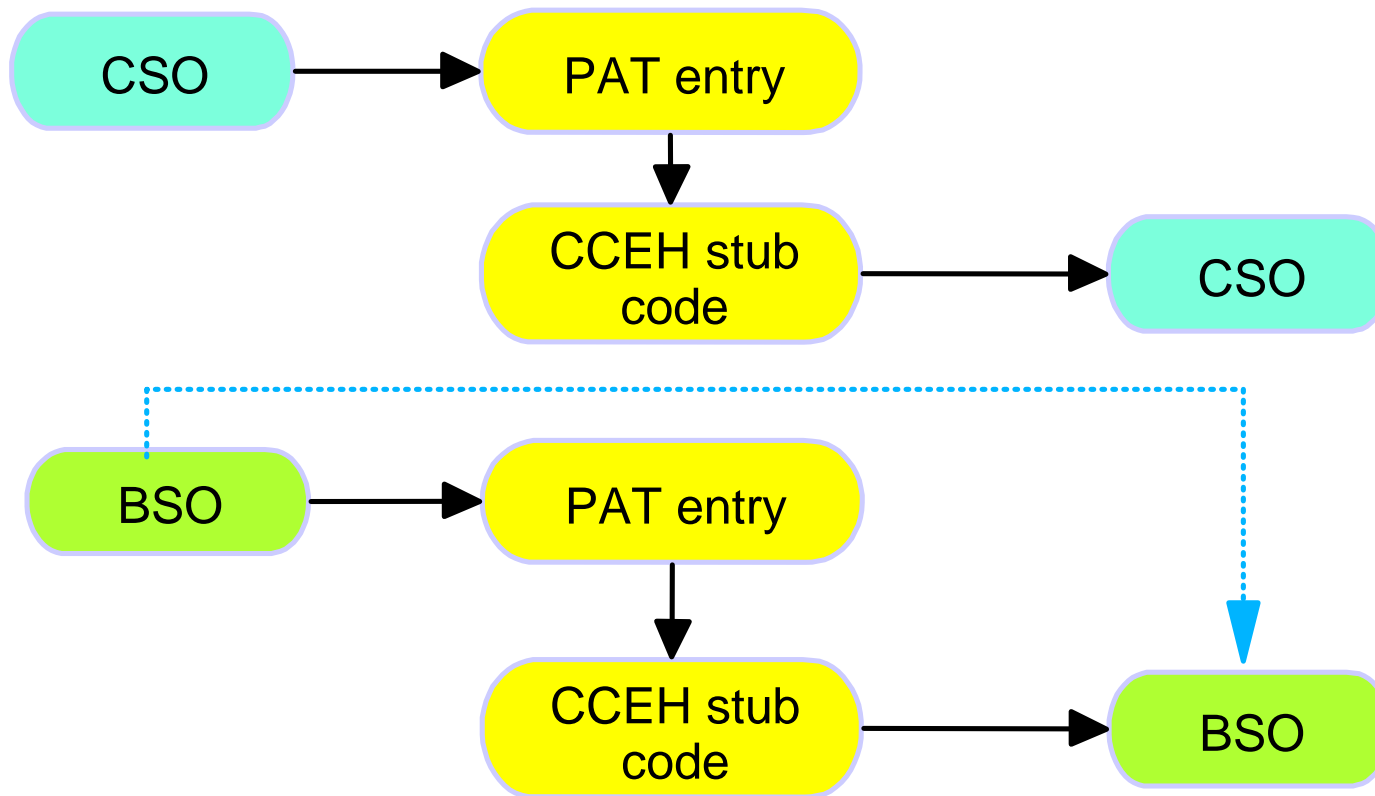 CSO
PAT entry
CCEH stub
code
CSO
BSO
PAT entry
CCEH stub
code
BSO